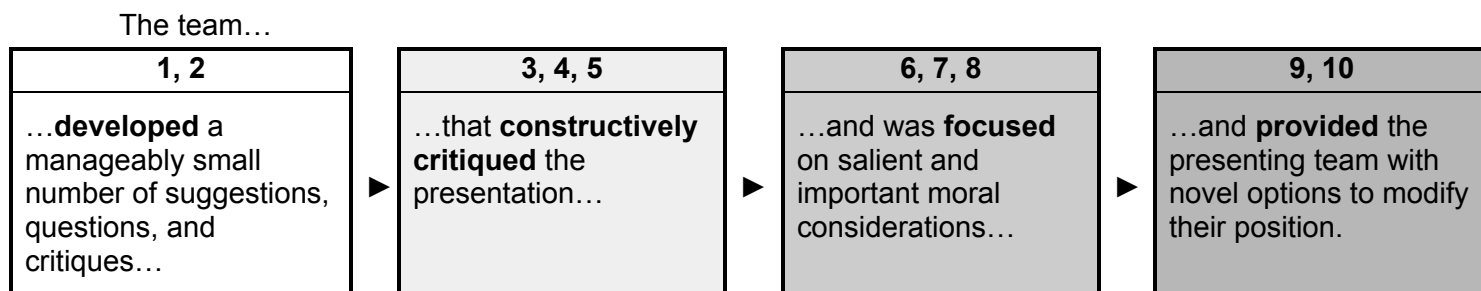 The team…
1, 2
…developed a
manageably small
number of suggestions,
questions, and
critiques…
►
3, 4, 5
…that constructively
critiqued the
presentation…
►
6, 7, 8
…and was focused
on salient and
important moral
considerations…
►
9, 10
…and provided the
presenting team with
novel options to modify
their position.